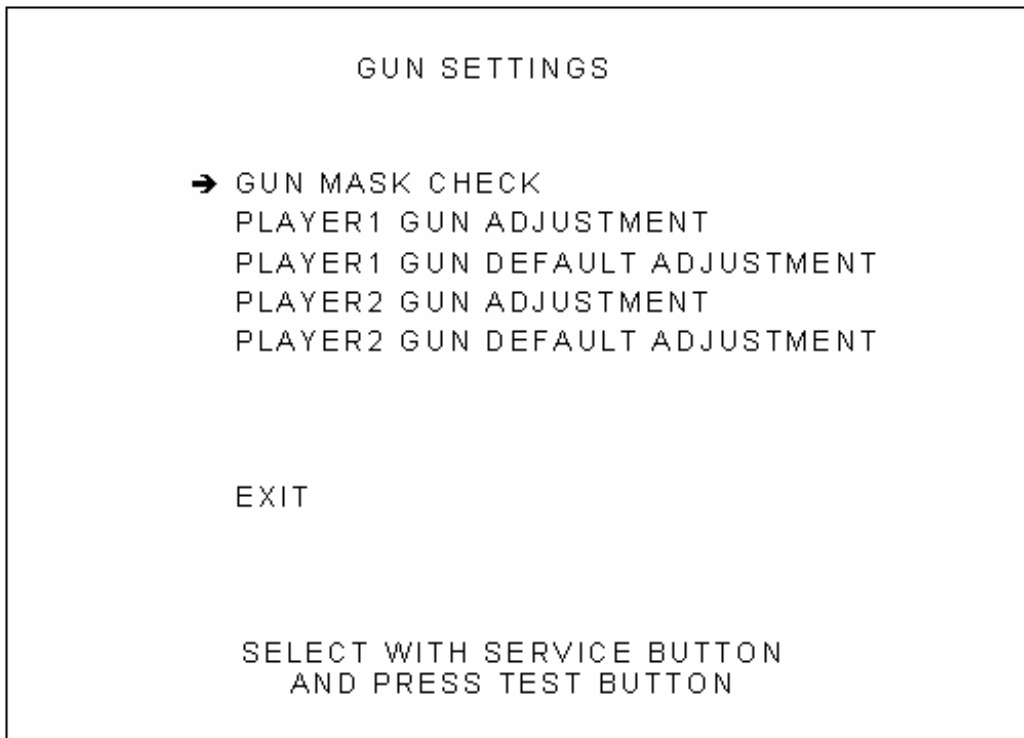 GUN SETTINGS
➔ GUN MASK CHECK
PLAYER1 GUN ADJUSTMENT
PLAYER1 GUN DEFAULT ADJUSTMENT
PLAYER2 GUN ADJUSTMENT
PLAYER2 GUN DEFAULT ADJUSTMENT
EXIT
SELECT WITH SERVICE BUTTON
AND PRESS TEST BUTTON